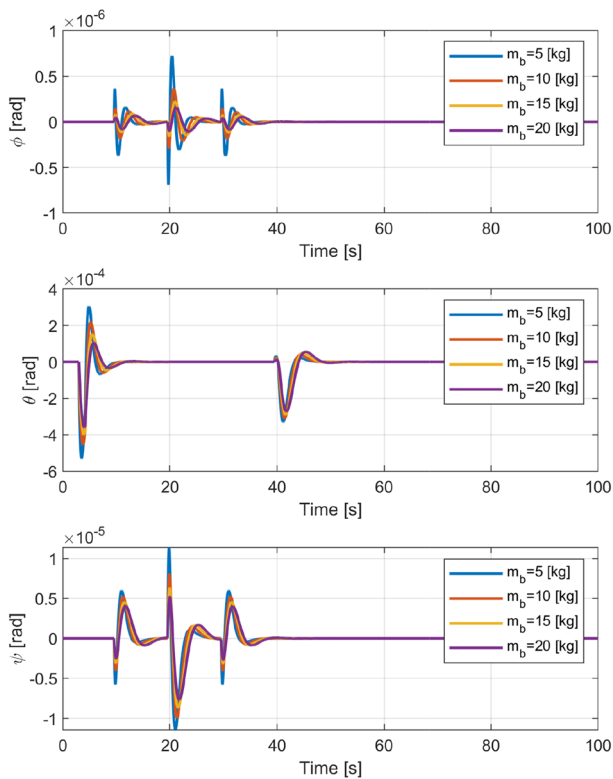 ×10⁻⁶
1
0.5
0
-0.5
-1
ϕ [rad]
m_b=5 [kg]
m_b=10 [kg]
m_b=15 [kg]
m_b=20 [kg]
0 20 40 60 80 100
Time [s]
×10⁻⁴
4
2
0
-2
-4
-6
θ [rad]
m_b=5 [kg]
m_b=10 [kg]
m_b=15 [kg]
m_b=20 [kg]
0 20 40 60 80 100
Time [s]
×10⁻⁵
1
0.5
0
-0.5
-1
ψ [rad]
m_b=5 [kg]
m_b=10 [kg]
m_b=15 [kg]
m_b=20 [kg]
0 20 40 60 80 100
Time [s]